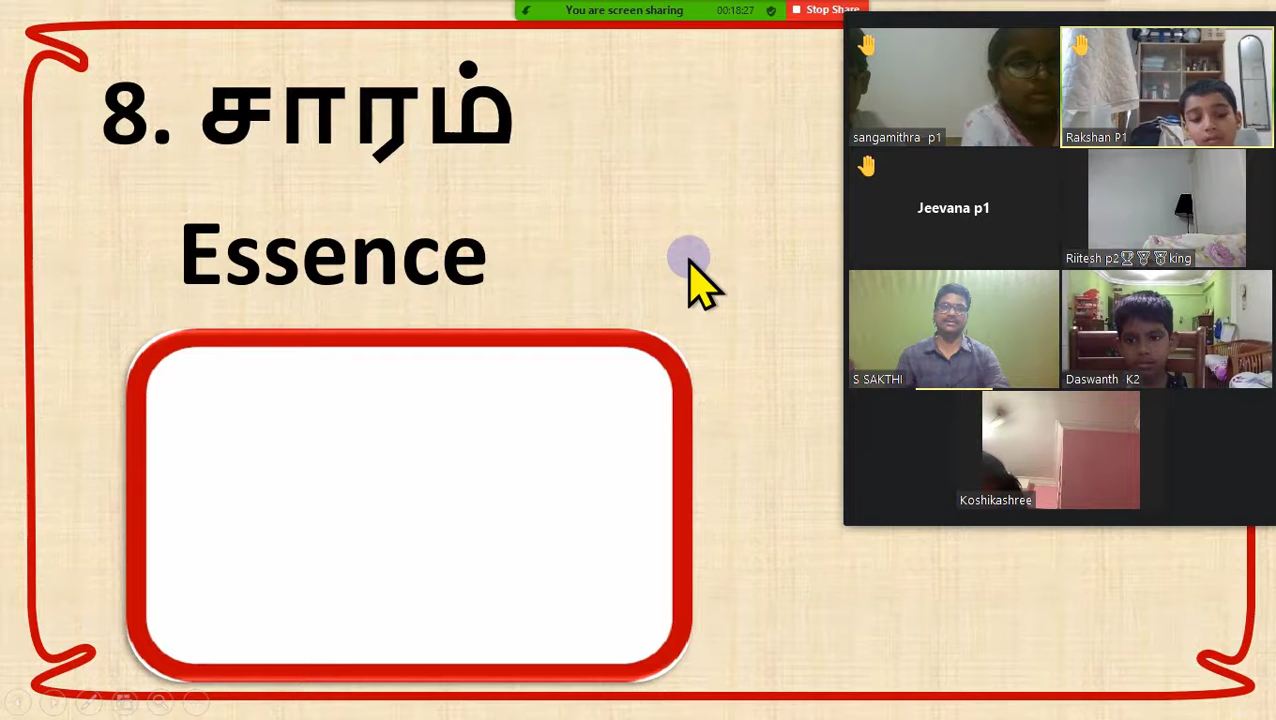 You are screen sharing 00:18:27 Stop Share
8. சாரம்
Essence
sangamithra p1
Rakshan P1
Jeevana p1
Riitesh p2🏆🎖🏅king
S SAKTHI
Daswanth K2
Koshikashree